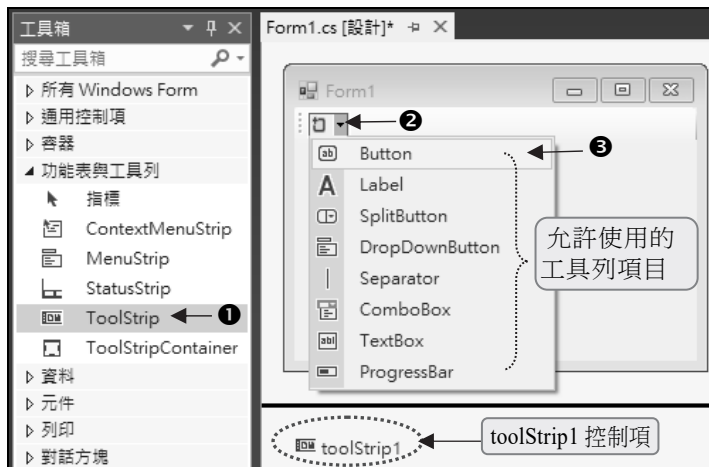 工具箱
搜尋工具箱
所有 Windows Form
通用控制項
容器
功能表與工具列
指標
ContextMenuStrip
MenuStrip
StatusStrip
ToolStrip ❶
ToolStripContainer
資料
元件
列印
對話方塊
Form1.cs [設計]*
Form1
❷
Button ❸
Label
SplitButton
DropDownButton
Separator
ComboBox
TextBox
ProgressBar
允許使用的
工具列項目
toolStrip1
toolStrip1 控制項